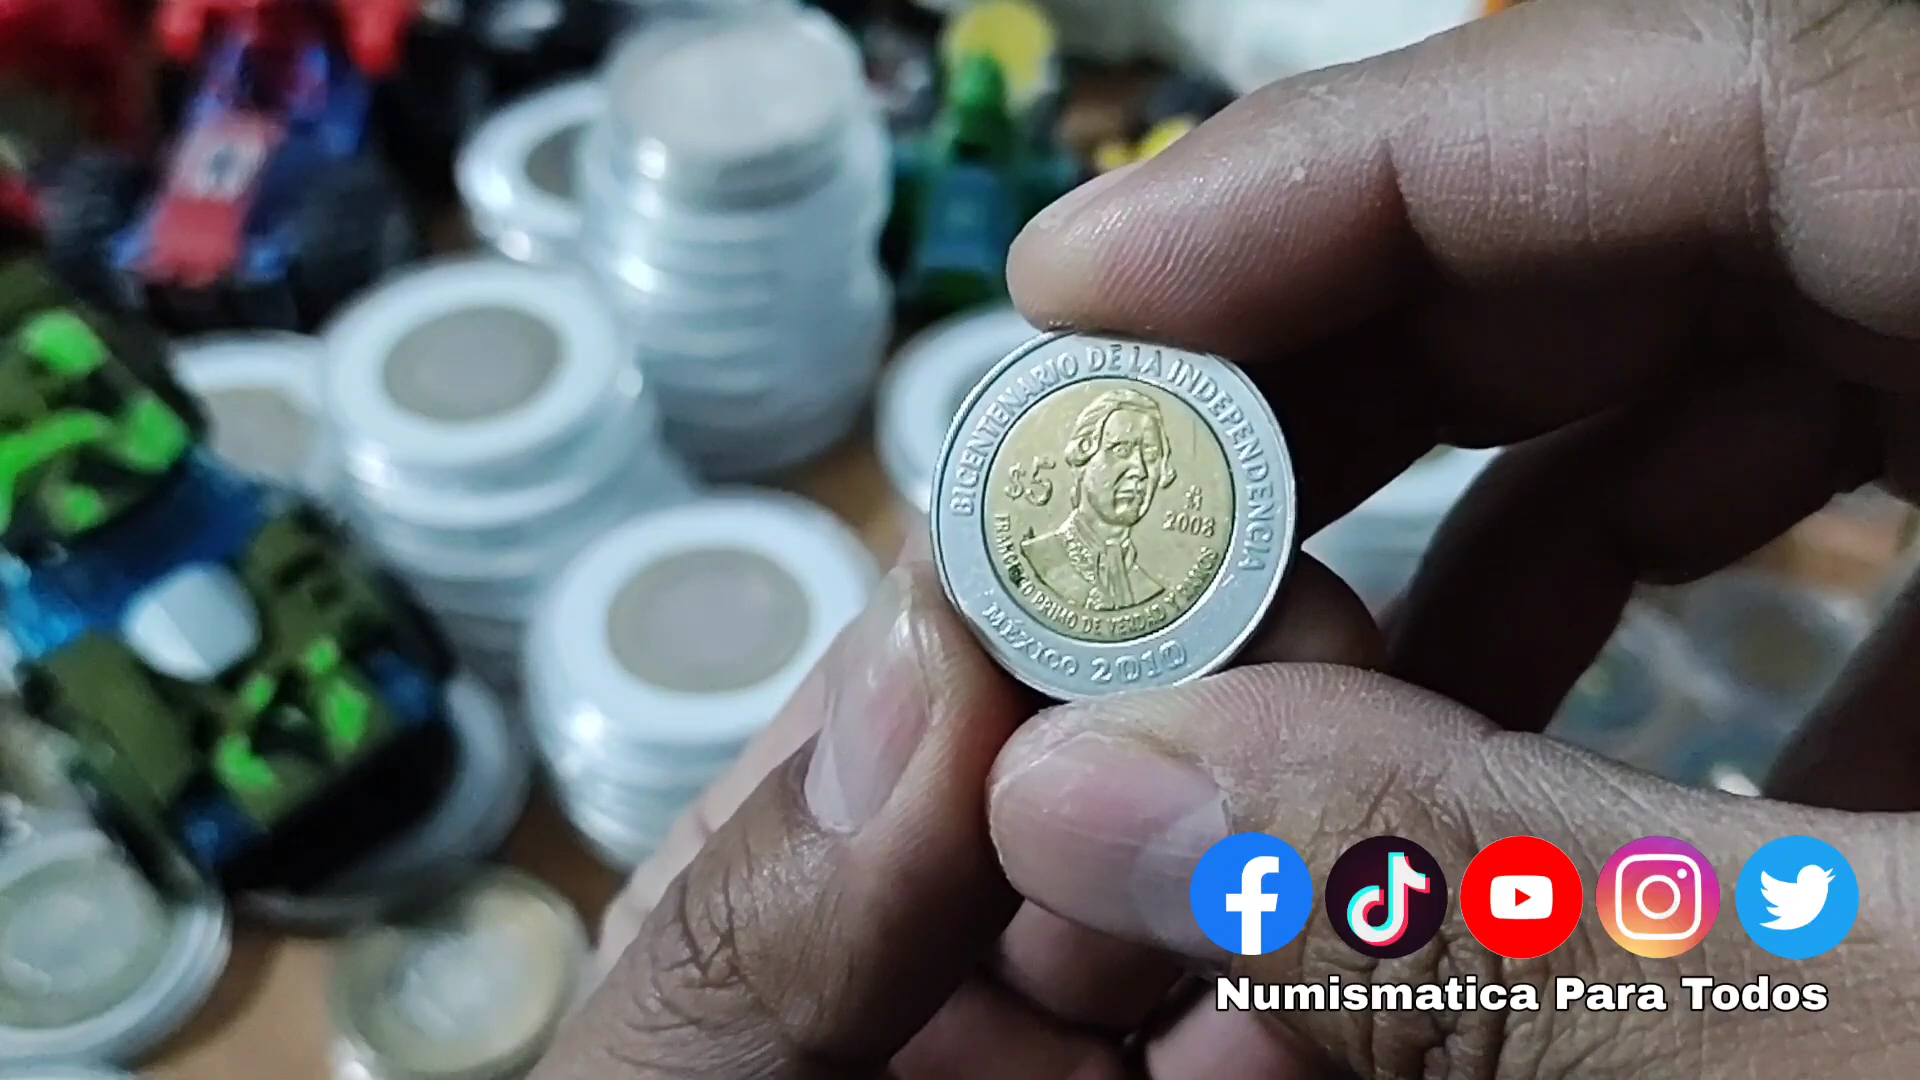 BICENTENARIO DE LA INDEPENDENCIA
$5
2008
FRANCISCO PRIMO DE VERDAD Y RAMOS
MÉXICO 2010
Numismatica Para Todos